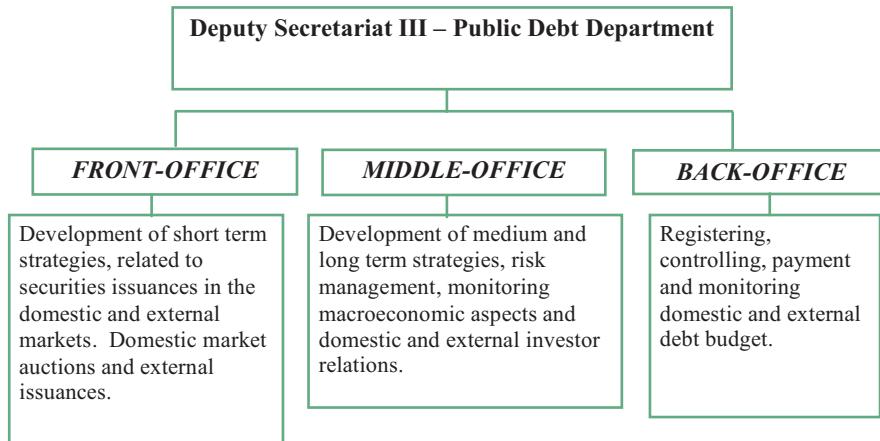 Deputy Secretariat III – Public Debt Department
FRONT-OFFICE
MIDDLE-OFFICE
BACK-OFFICE
Development of short term
strategies, related to
securities issuances in the
domestic and external
markets.  Domestic market
auctions and external
issuances.
Development of medium and
long term strategies, risk
management, monitoring
macroeconomic aspects and
domestic and external investor
relations.
Registering,
controlling, payment
and monitoring
domestic and external
debt budget.